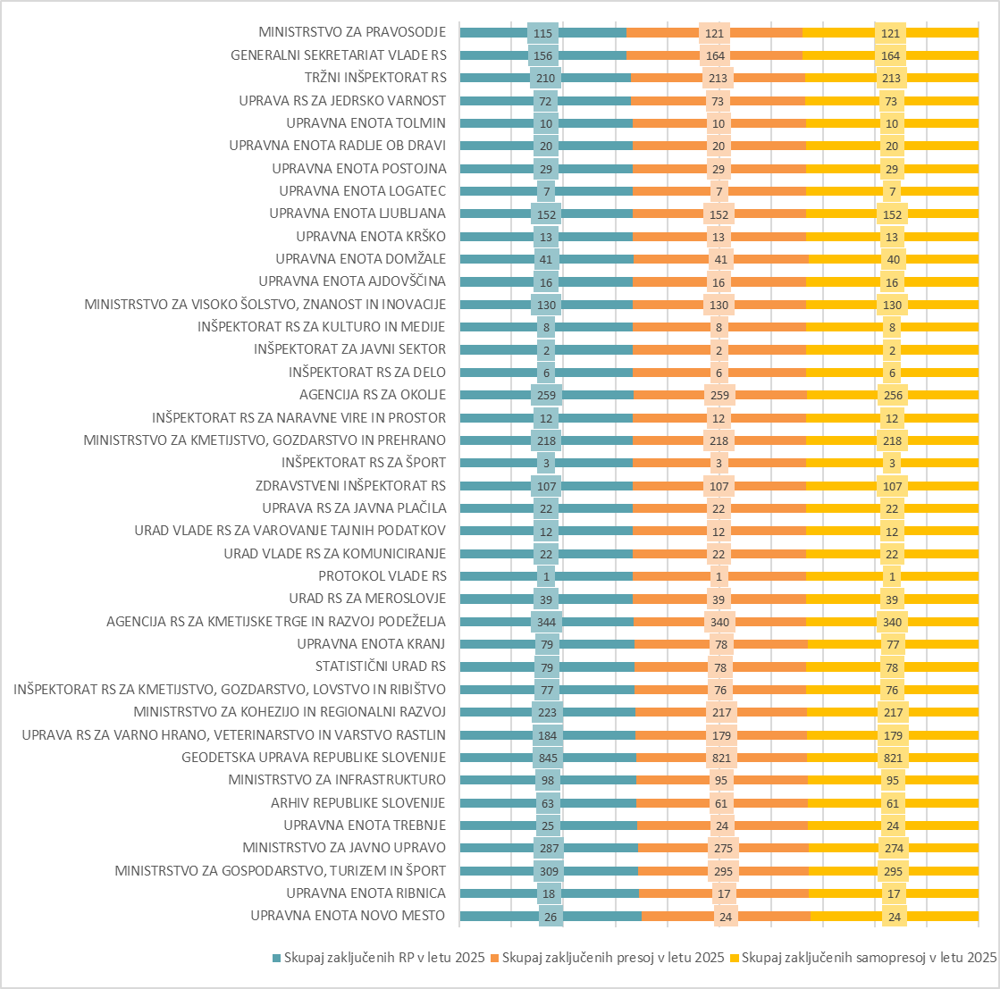 MINISTRSTVO ZA PRAVOSODJE 115 121 121
GENERALNI SEKRETARIAT VLADE RS 156 164 164
TRŽNI INŠPEKTORAT RS 210 213 213
UPRAVA RS ZA JEDRSKO VARNOST 72 73 73
UPRAVNA ENOTA TOLMIN 10 10 10
UPRAVNA ENOTA RADLJE OB DRAVI 20 20 20
UPRAVNA ENOTA POSTOJNA 29 29 29
UPRAVNA ENOTA LOGATEC 7 7 7
UPRAVNA ENOTA LJUBLJANA 152 152 152
UPRAVNA ENOTA KRŠKO 13 13 13
UPRAVNA ENOTA DOMŽALE 41 41 40
UPRAVNA ENOTA AJDOVŠČINA 16 16 16
MINISTRSTVO ZA VISOKO ŠOLSTVO, ZNANOST IN INOVACIJE 130 130 130
INŠPEKTORAT RS ZA KULTURO IN MEDIJE 8 8 8
INŠPEKTORAT ZA JAVNI SEKTOR 2 2 2
INŠPEKTORAT RS ZA DELO 6 6 6
AGENCIJA RS ZA OKOLJE 259 259 256
INŠPEKTORAT RS ZA NARAVNE VIRE IN PROSTOR 12 12 12
MINISTRSTVO ZA KMETIJSTVO, GOZDARSTVO IN PREHRANO 218 218 218
INŠPEKTORAT RS ZA ŠPORT 3 3 3
ZDRAVSTVENI INŠPEKTORAT RS 107 107 107
UPRAVA RS ZA JAVNA PLAČILA 22 22 22
URAD VLADE RS ZA VAROVANJE TAJNIH PODATKOV 12 12 12
URAD VLADE RS ZA KOMUNICIRANJE 22 22 22
PROTOKOL VLADE RS 1 1 1
URAD RS ZA MEROSLOVJE 39 39 39
AGENCIJA RS ZA KMETIJSKE TRGE IN RAZVOJ PODEŽELJA 344 340 340
UPRAVNA ENOTA KRANJ 79 78 77
STATISTIČNI URAD RS 79 78 78
INŠPEKTORAT RS ZA KMETIJSTVO, GOZDARSTVO, LOVSTVO IN RIBIŠTVO 77 76 76
MINISTRSTVO ZA KOHEZIJO IN REGIONALNI RAZVOJ 223 217 217
UPRAVA RS ZA VARNO HRANO, VETERINARSTVO IN VARSTVO RASTLIN 184 179 179
GEODETSKA UPRAVA REPUBLIKE SLOVENIJE 845 821 821
MINISTRSTVO ZA INFRASTRUKTURO 98 95 95
ARHIV REPUBLIKE SLOVENIJE 63 61 61
UPRAVNA ENOTA TREBNJE 25 24 24
MINISTRSTVO ZA JAVNO UPRAVO 287 275 274
MINISTRSTVO ZA GOSPODARSTVO, TURIZEM IN ŠPORT 309 295 295
UPRAVNA ENOTA RIBNICA 18 17 17
UPRAVNA ENOTA NOVO MESTO 26 24 24
Skupaj zaključenih RP v letu 2025 Skupaj zaključenih presoj v letu 2025 Skupaj zaključenih samopresoj v letu 2025